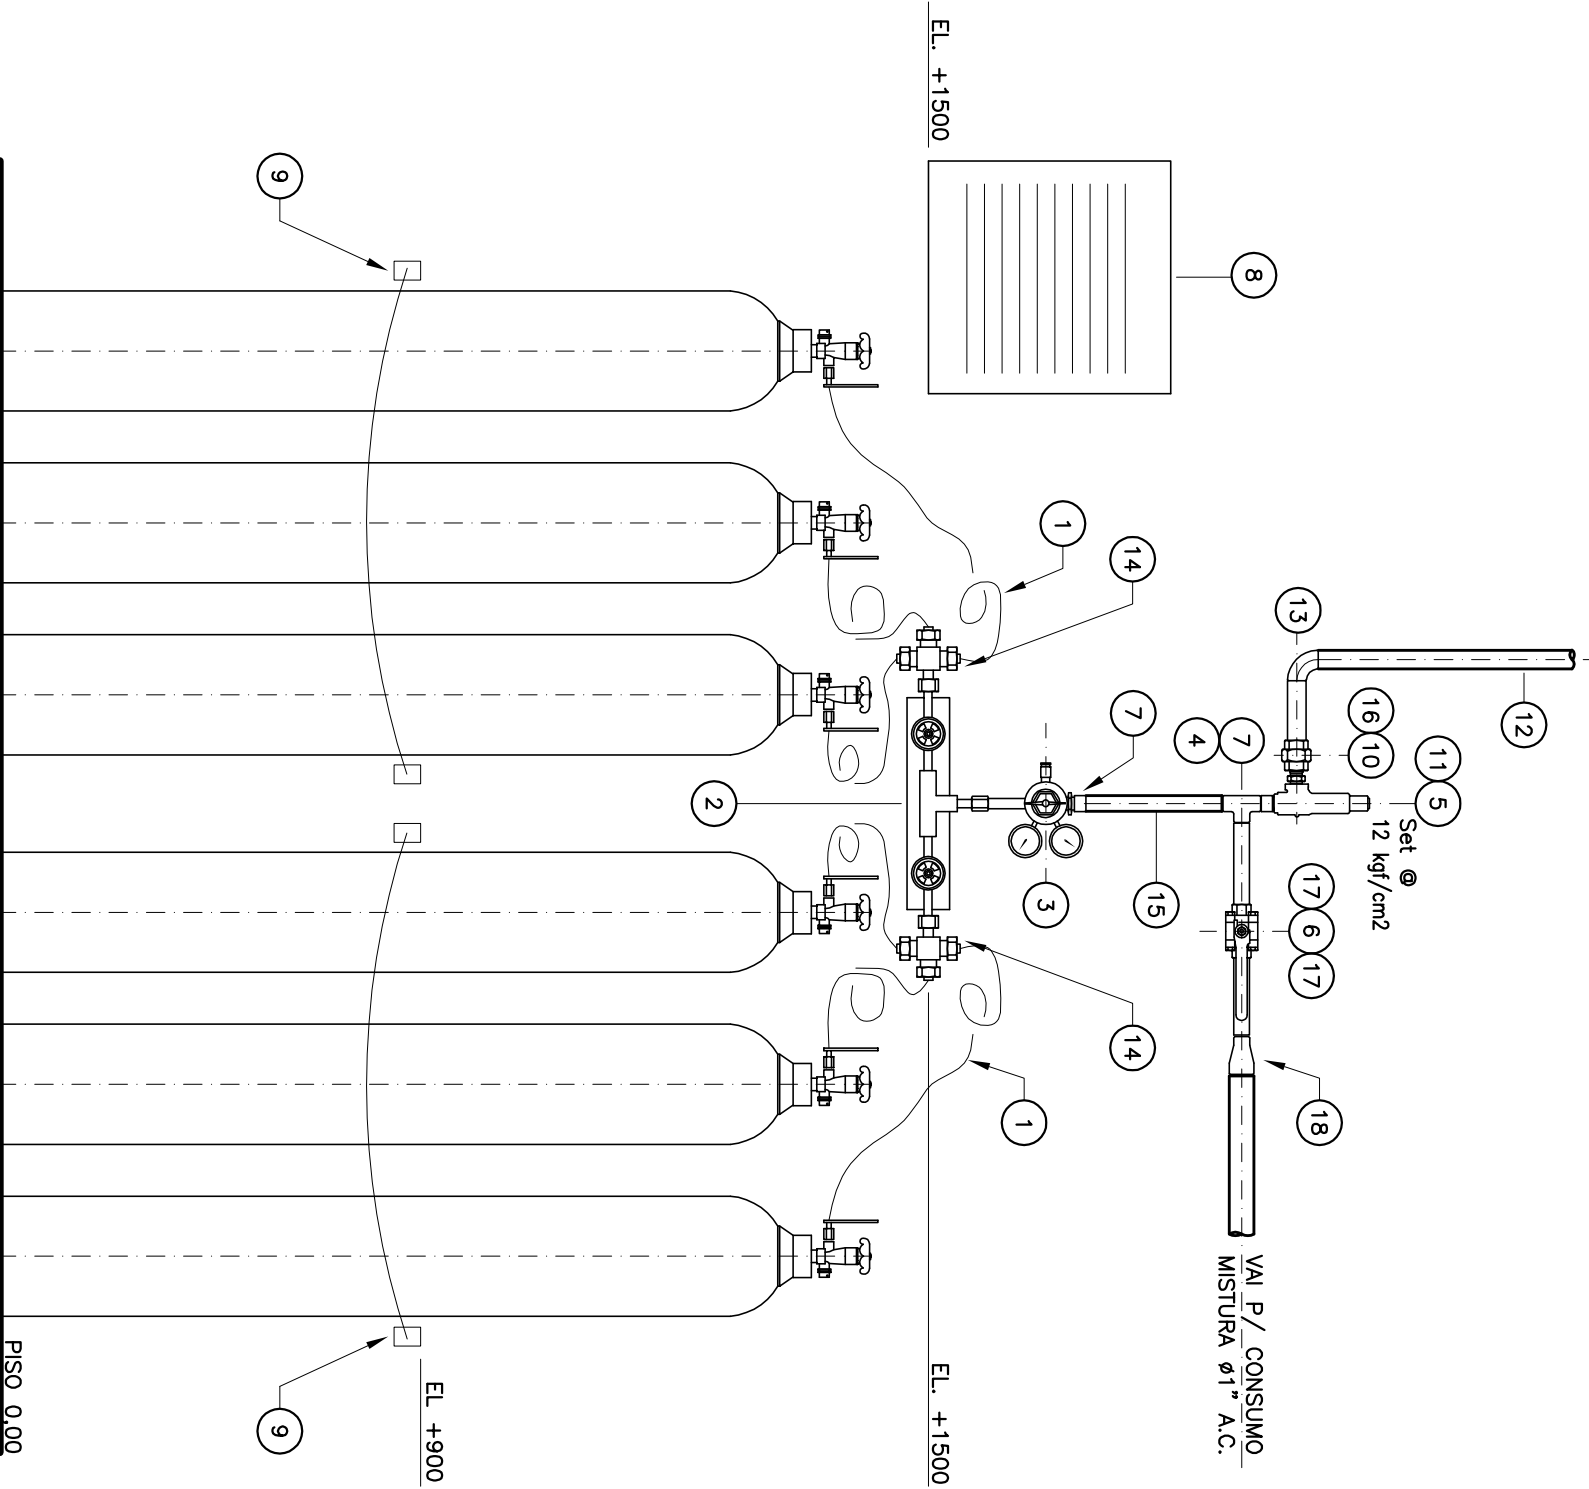 12
11
5
Set @
12 kgf/cm2
16
10
13
17
6
17
18
8
7
4
VAI P/ CONSUMO
MISTURA ø1" A.C.
15
14
7
14
1
3
1
EL. +1500
EL. +1500
2
EL +900
9
9
PISO 0,00